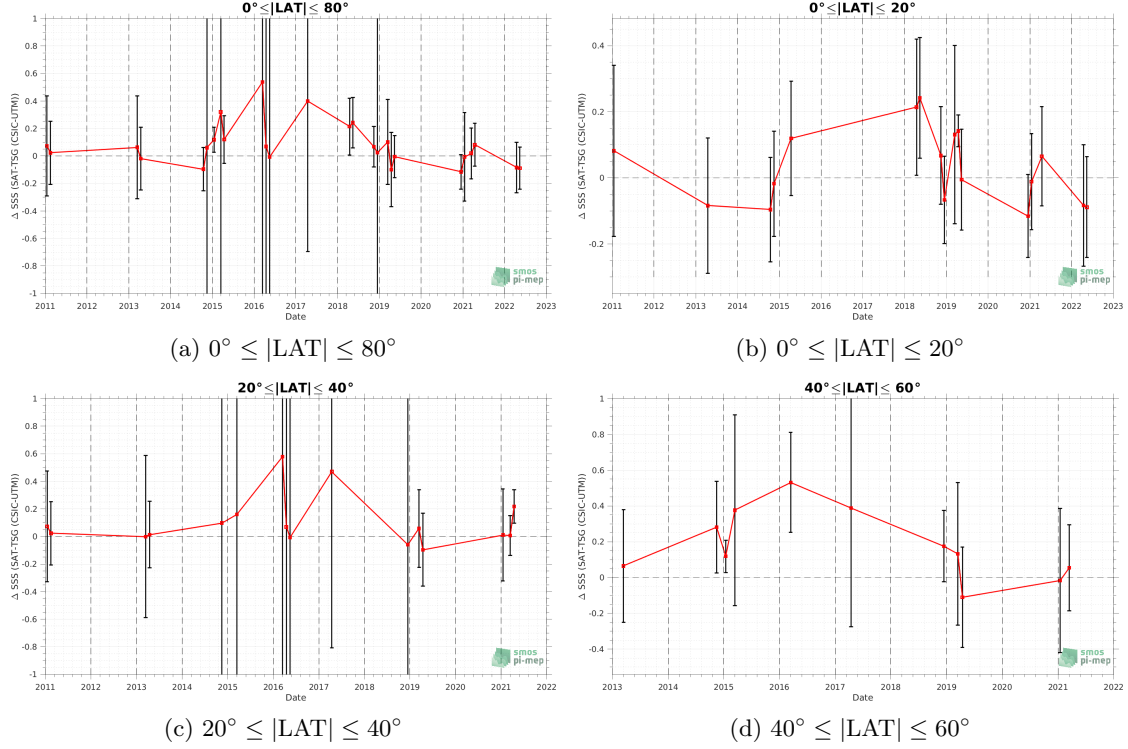 0°≤|LAT|≤ 80°
Δ SSS (SAT-TSG (CSIC-UTM))
1
0.8
0.6
0.4
0.2
0
-0.2
-0.4
-0.6
-0.8
-1
2011 2012 2013 2014 2015 2016 2017 2018 2019 2020 2021 2022 2023
Date
smos
pi-mep
(a) 0° ≤ |LAT| ≤ 80°
0°≤|LAT|≤ 20°
Δ SSS (SAT-TSG (CSIC-UTM))
0.4
0.2
0
-0.2
2011 2012 2013 2014 2015 2016 2017 2018 2019 2020 2021 2022 2023
Date
smos
pi-mep
(b) 0° ≤ |LAT| ≤ 20°
20°≤|LAT|≤ 40°
Δ SSS (SAT-TSG (CSIC-UTM))
1
0.8
0.6
0.4
0.2
0
-0.2
-0.4
-0.6
-0.8
-1
2011 2012 2013 2014 2015 2016 2017 2018 2019 2020 2021 2022
Date
smos
pi-mep
(c) 20° ≤ |LAT| ≤ 40°
40°≤|LAT|≤ 60°
Δ SSS (SAT-TSG (CSIC-UTM))
1
0.8
0.6
0.4
0.2
0
-0.2
-0.4
2013 2014 2015 2016 2017 2018 2019 2020 2021 2022
Date
smos
pi-mep
(d) 40° ≤ |LAT| ≤ 60°